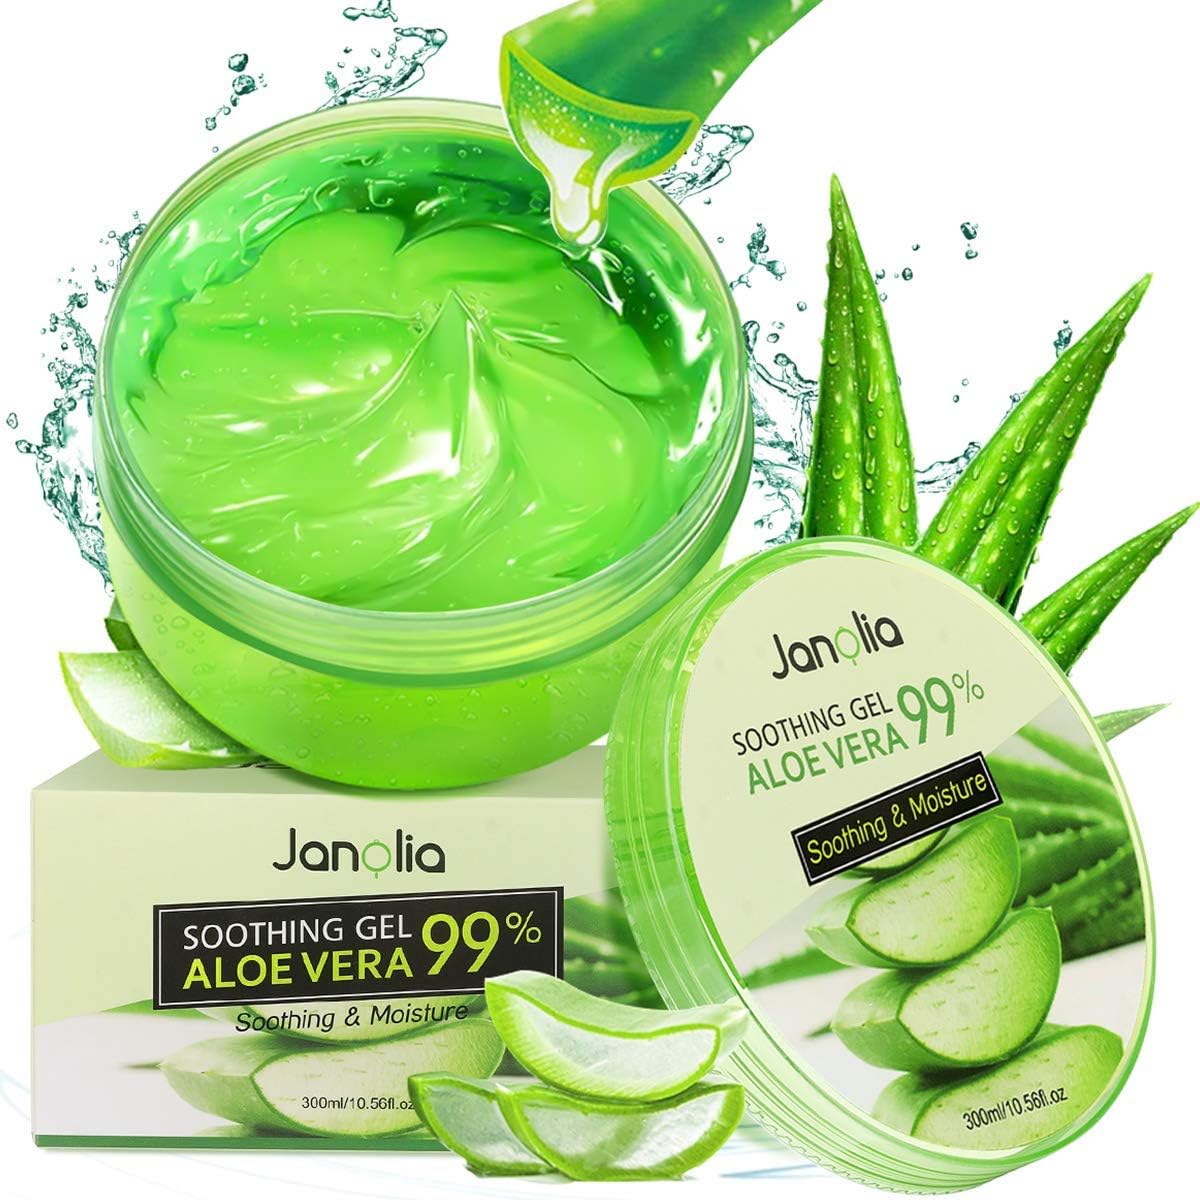 Janolia
SOOTHING GEL
ALOE VERA 99%
Soothing & Moisture
300ml/10.56fl.oz
Janolia
SOOTHING GEL
ALOE VERA 99%
Soothing & Moisture
300ml/10.56fl.oz